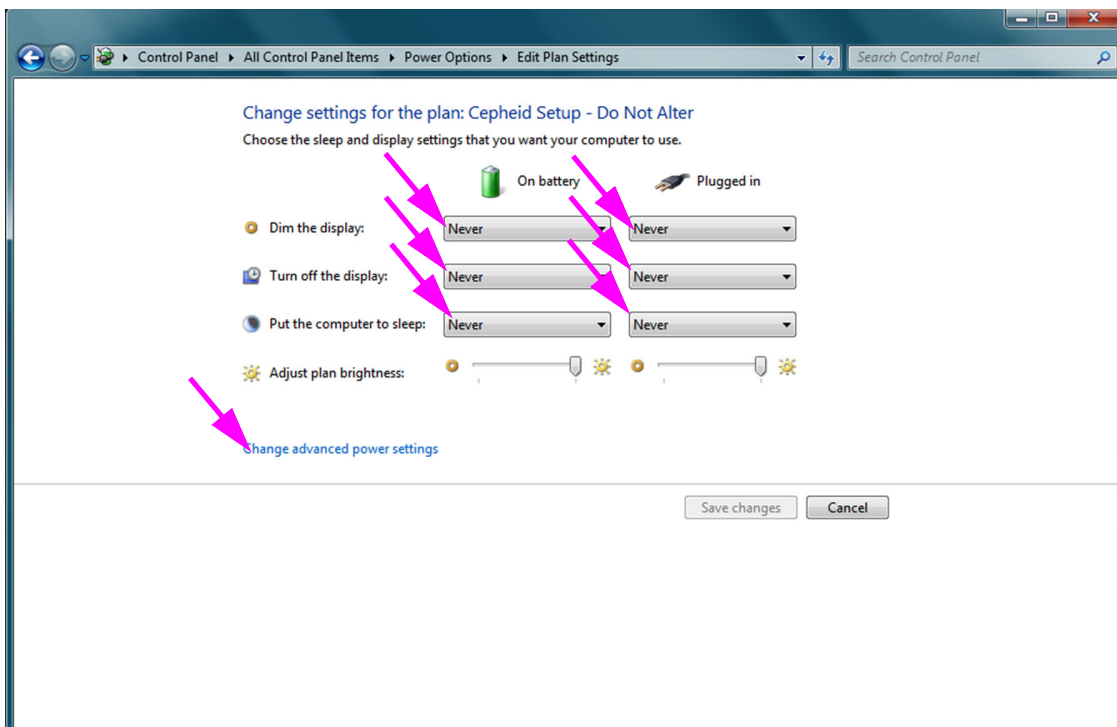 Control Panel All Control Panel Items Power Options Edit Plan Settings Search Control Panel
Change settings for the plan: Cepheid Setup - Do Not Alter
Choose the sleep and display settings that you want your computer to use.
On battery Plugged in
Dim the display: Never Never
Turn off the display: Never Never
Put the computer to sleep: Never Never
Adjust plan brightness:
Change advanced power settings
Save changes Cancel